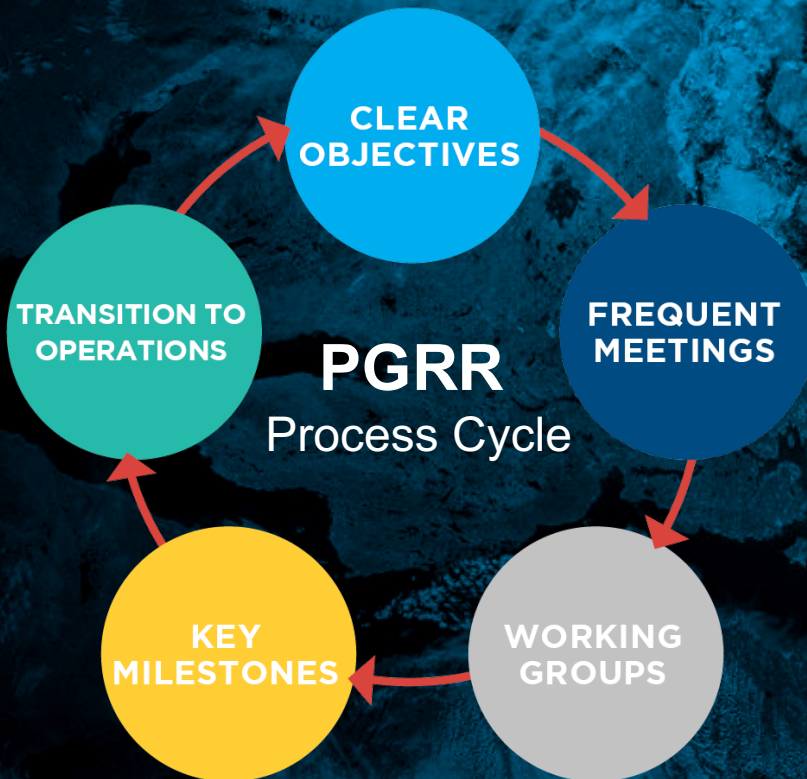 CLEAR
OBJECTIVES
FREQUENT
MEETINGS
WORKING
GROUPS
KEY
MILESTONES
TRANSITION TO
OPERATIONS
PGRR
Process Cycle